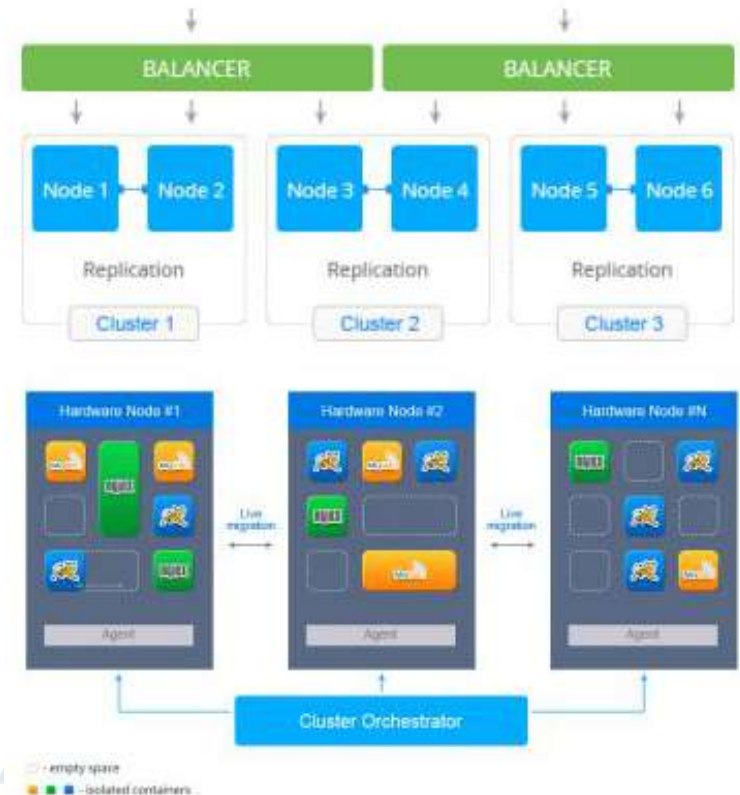 BALANCER BALANCER
Node 1 Node 2 Node 3 Node 4 Node 5 Node 6
Replication Replication Replication
Cluster 1 Cluster 2 Cluster 3
Hardware Node #1 Hardware Node #2 Hardware Node #N
Live
migration
Live
migration
Agent Agent Agent
Cluster Orchestrator
- empty space
- isolated containers